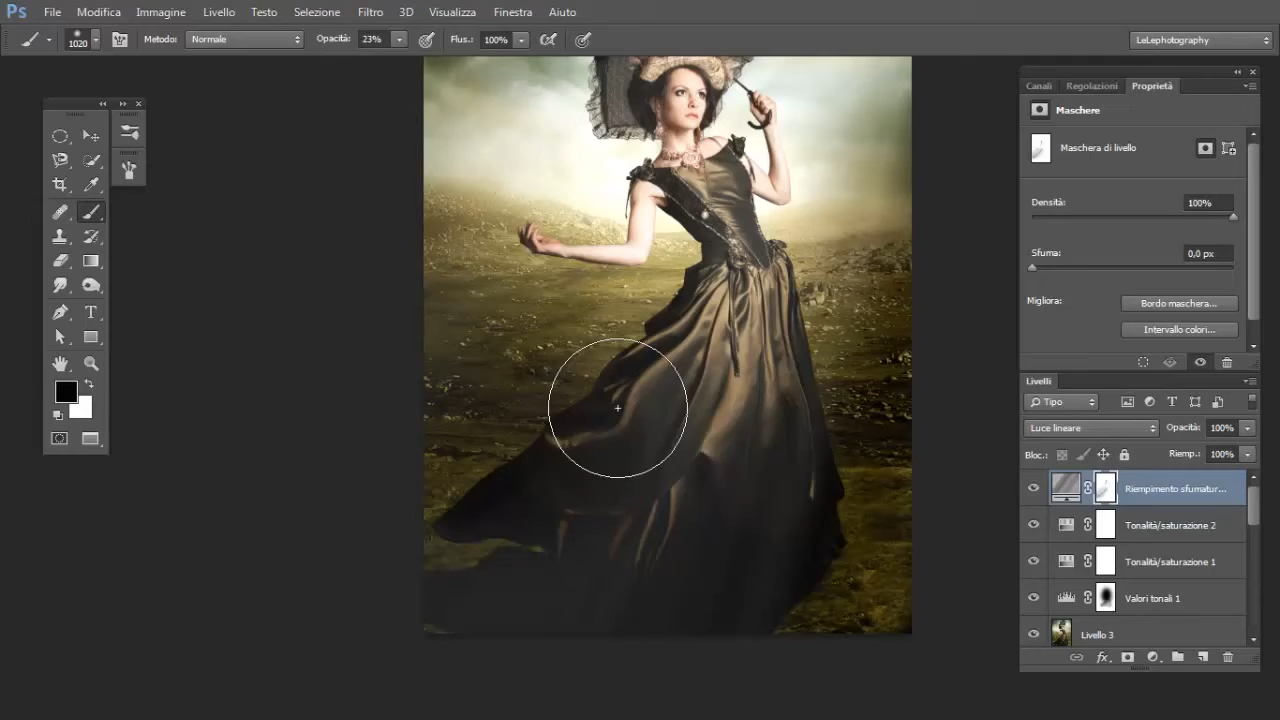 Ps File Modifica Immagine Livello Testo Selezione Filtro 3D Visualizza Finestra Aiuto
1020 Metodo: Normale Opacità: 23% Flus.: 100% LeLephotography
Canali Regolazioni Proprietà
Maschere
Maschera di livello
Densità: 100%
Sfuma: 0,0 px
Migliora: Bordo maschera...
Intervallo colori...
Livelli
Tipo
Luce lineare Opacità: 100%
Bloc.: Riemp.: 100%
Riempimento sfumatur...
Tonalità/saturazione 2
Tonalità/saturazione 1
Valori tonali 1
Livello 3